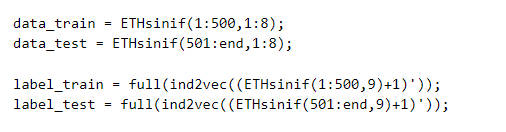 data_train = ETHsinif(1:500,1:8);
data_test = ETHsinif(501:end,1:8);
label_train = full(ind2vec((ETHsinif(1:500,9)+1)'));
label_test = full(ind2vec((ETHsinif(501:end,9)+1)'));